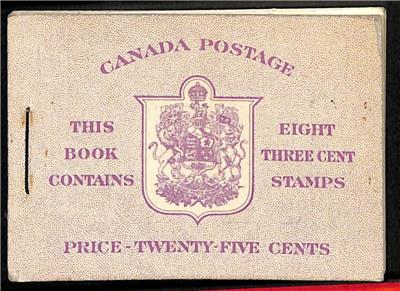 CANADA POSTAGE
THIS
BOOK
CONTAINS
EIGHT
THREE CENT
STAMPS
PRICE - TWENTY-FIVE CENTS